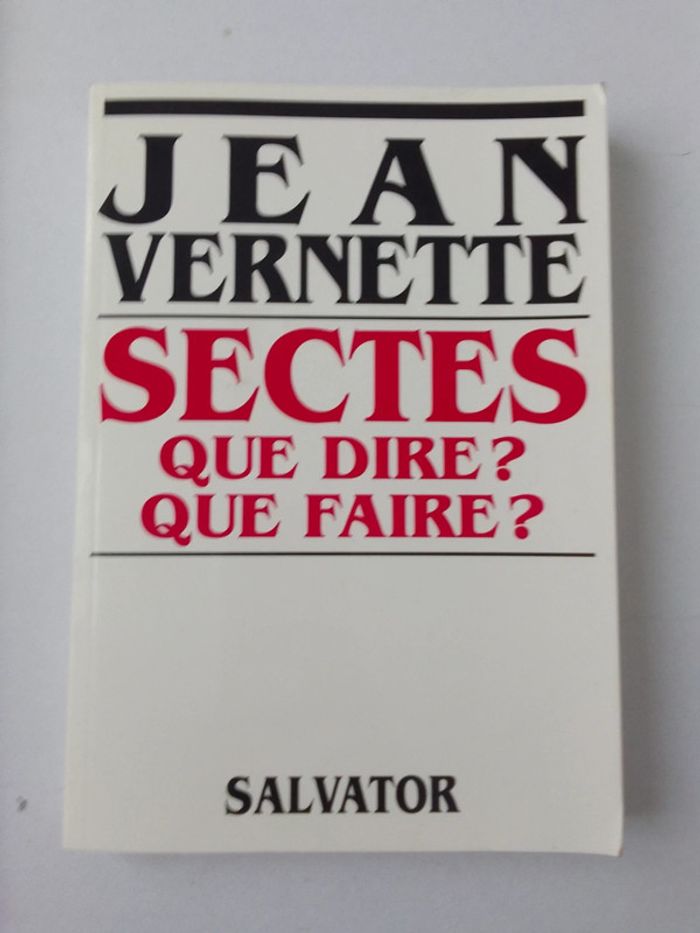 JEAN
VERNETTE
SECTES
QUE DIRE?
QUE FAIRE?
SALVATOR